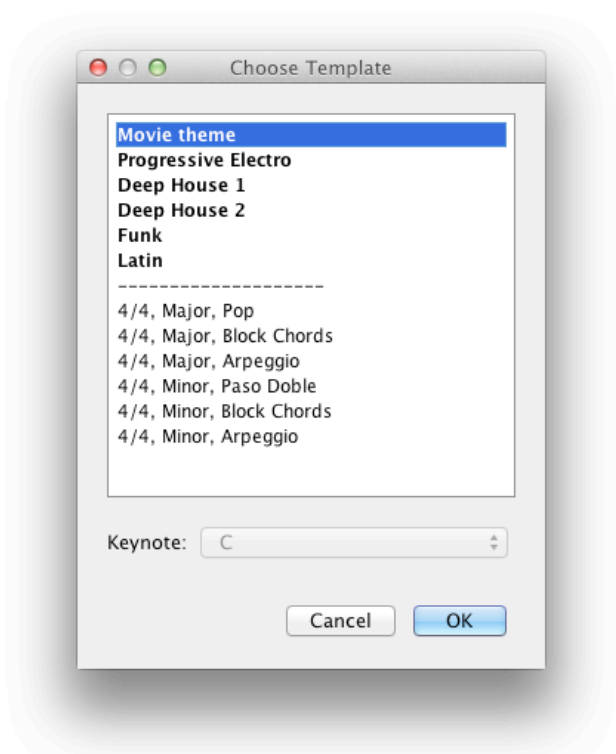 Choose Template
Movie theme
Progressive Electro
Deep House 1
Deep House 2
Funk
Latin
--------------------
4/4, Major, Pop
4/4, Major, Block Chords
4/4, Major, Arpeggio
4/4, Minor, Paso Doble
4/4, Minor, Block Chords
4/4, Minor, Arpeggio
Keynote: C
Cancel OK